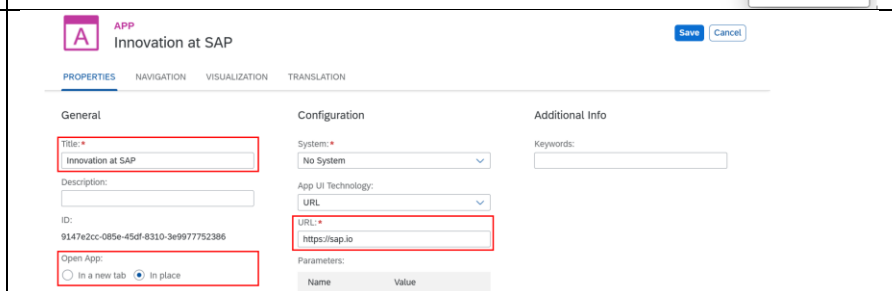 A
APP
Innovation at SAP
Save Cancel
PROPERTIES NAVIGATION VISUALIZATION TRANSLATION
General
Title:*
Innovation at SAP
Description:
ID:
9147e2cc-085e-45df-8310-3e9977752386
Open App:
In a new tab In place
Configuration
System:*
No System
App UI Technology:
URL
URL:*
https://sap.io
Parameters:
Name Value
Additional Info
Keywords: